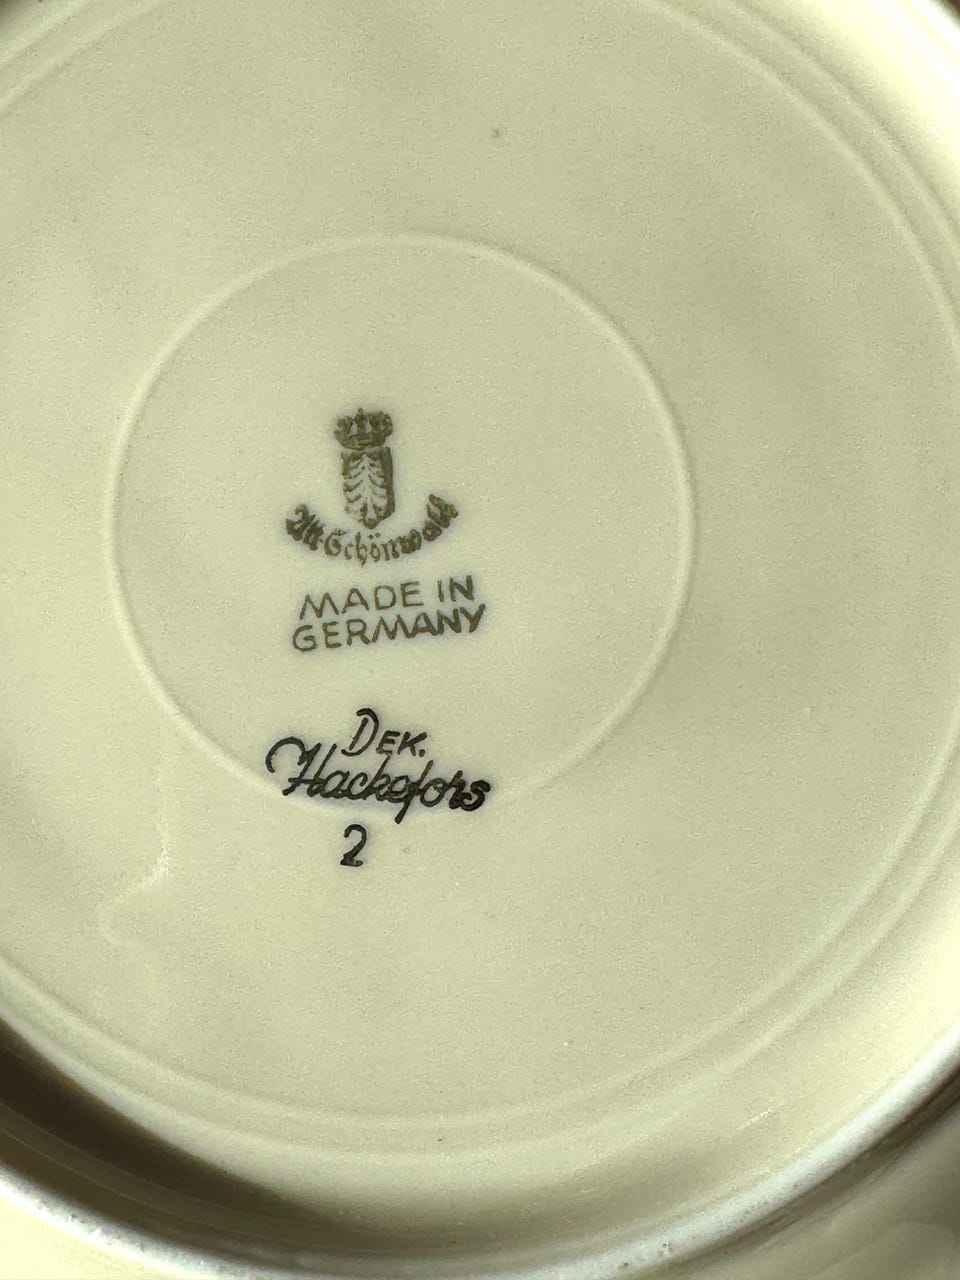 Alt-Schönwald
MADE IN
GERMANY
DEK.
Hackefors
2